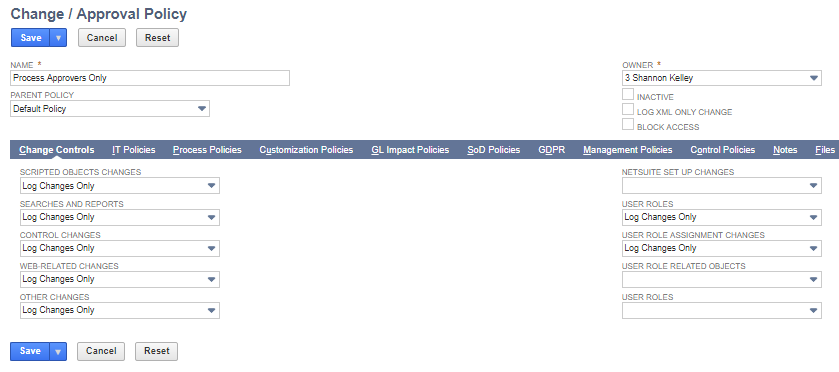 Change / Approval Policy
Save Cancel Reset
NAME * OWNER *
Process Approvers Only 3 Shannon Kelley
PARENT POLICY INACTIVE
Default Policy LOG XML ONLY CHANGE
BLOCK ACCESS
Change Controls IT Policies Process Policies Customization Policies GL Impact Policies SoD Policies GDPR Management Policies Control Policies Notes Files
SCRIPTED OBJECTS CHANGES NETSUITE SET UP CHANGES
Log Changes Only
SEARCHES AND REPORTS USER ROLES
Log Changes Only Log Changes Only
CONTROL CHANGES USER ROLE ASSIGNMENT CHANGES
Log Changes Only Log Changes Only
WEB-RELATED CHANGES USER ROLE RELATED OBJECTS
Log Changes Only
OTHER CHANGES USER ROLES
Log Changes Only
Save Cancel Reset